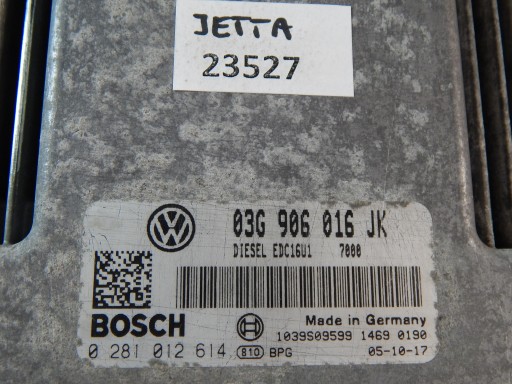 JETTA
23527
03G 906 016 JK
DIESEL EDC16U1 7000
BOSCH
Made in Germany
1039S09599 1469 0190
0 281 012 614 810 BPG 05-10-17